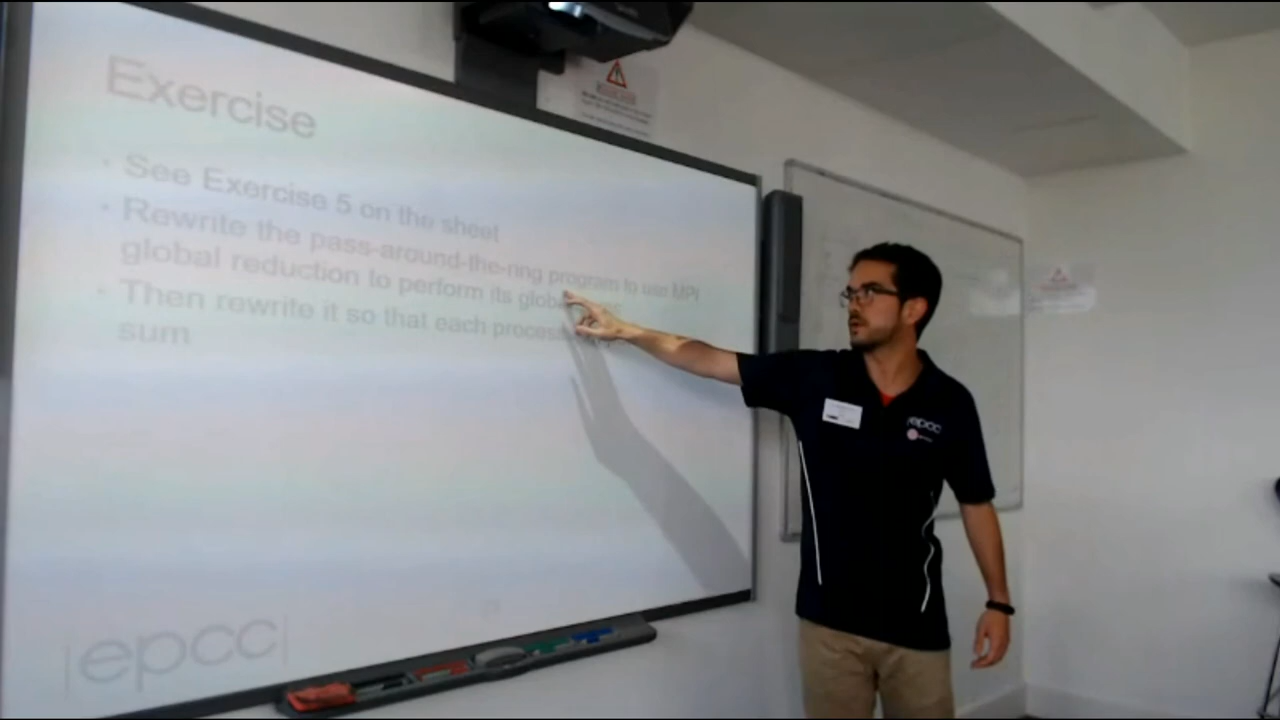 Exercise
See Exercise 5 on the sheet
Rewrite the pass-around-the-ring program to use MPI
global reduction to perform its global
Then rewrite it so that each process
sum
|epcc|
epcc